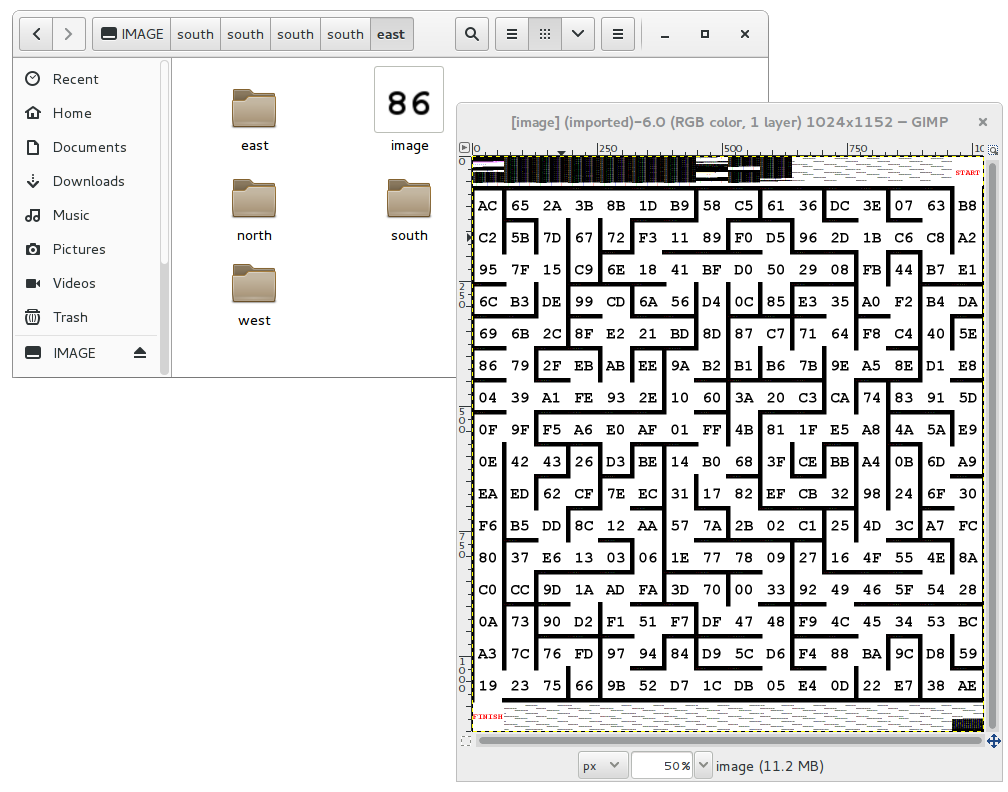 IMAGE south south south south east
Recent
Home
Documents
Downloads
Music
Pictures
Videos
Trash
IMAGE
86
east image
north south
west
[image] (imported)-6.0 (RGB color, 1 layer) 1024x1152 – GIMP
0 250 500 750 10
START
AC 65 2A 3B 8B 1D B9 58 C5 61 36 DC 3E 07 63 B8
C2 5B 7D 67 72 F3 11 89 F0 D5 96 2D 1B C6 C8 A2
95 7F 15 C9 6E 18 41 BF D0 50 29 08 FB 44 B7 E1
6C B3 DE 99 CD 6A 56 D4 0C 85 E3 35 A0 F2 B4 DA
69 6B 2C 8F E2 21 BD 8D 87 C7 71 64 F8 C4 40 5E
86 79 2F EB AB EE 9A B2 B1 B6 7B 9E A5 8E D1 E8
04 39 A1 FE 93 2E 10 60 3A 20 C3 CA 74 83 91 5D
0F 9F F5 A6 E0 AF 01 FF 4B 81 1F E5 A8 4A 5A E9
0E 42 43 26 D3 BE 14 B0 68 3F CE BB A4 0B 6D A9
EA ED 62 CF 7E EC 31 17 82 EF CB 32 98 24 6F 30
F6 B5 DD 8C 12 AA 57 7A 2B 02 C1 25 4D 3C A7 FC
80 37 E6 13 03 06 1E 77 78 09 27 16 4F 55 4E 8A
C0 CC 9D 1A AD FA 3D 70 00 33 92 49 46 5F 54 28
0A 73 90 D2 F1 51 F7 DF 47 48 F9 4C 45 34 53 BC
A3 7C 76 FD 97 94 84 D9 5C D6 F4 88 BA 9C D8 59
19 23 75 66 9B 52 D7 1C DB 05 E4 0D 22 E7 38 AE
FINISH
0
250
500
750
1000
px 50% image (11.2 MB)